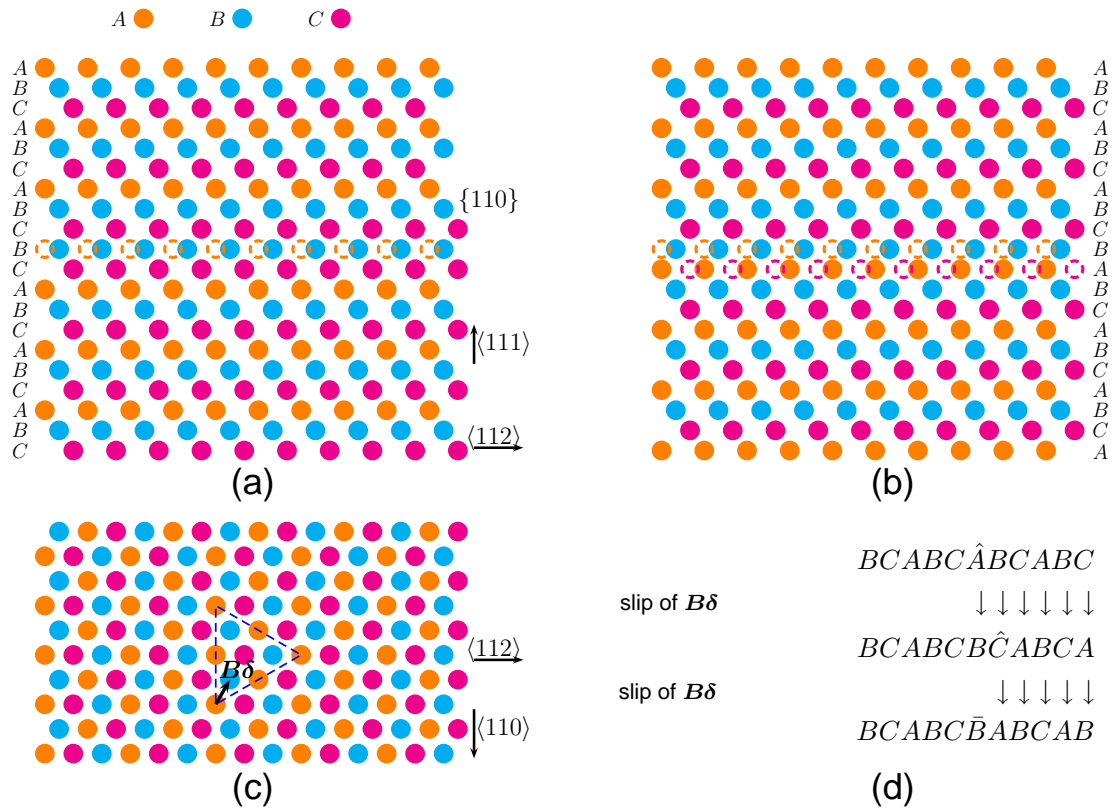 A B C
A
B
C
A
B
C
A
B
C
B
C
A
B
C
A
B
C
A
B
C
{110}
⟨111⟩
⟨112⟩
(a)
A
B
C
A
B
C
A
B
C
B
A
B
C
A
B
C
A
B
C
A
(b)
Bδ
⟨112⟩
⟨110⟩
(c)
BCABCÂBCABC
slip of Bδ ↓↓↓↓↓↓
BCABCBĈABCA
slip of Bδ ↓↓↓↓↓
BCABCB̄ABCAB
(d)